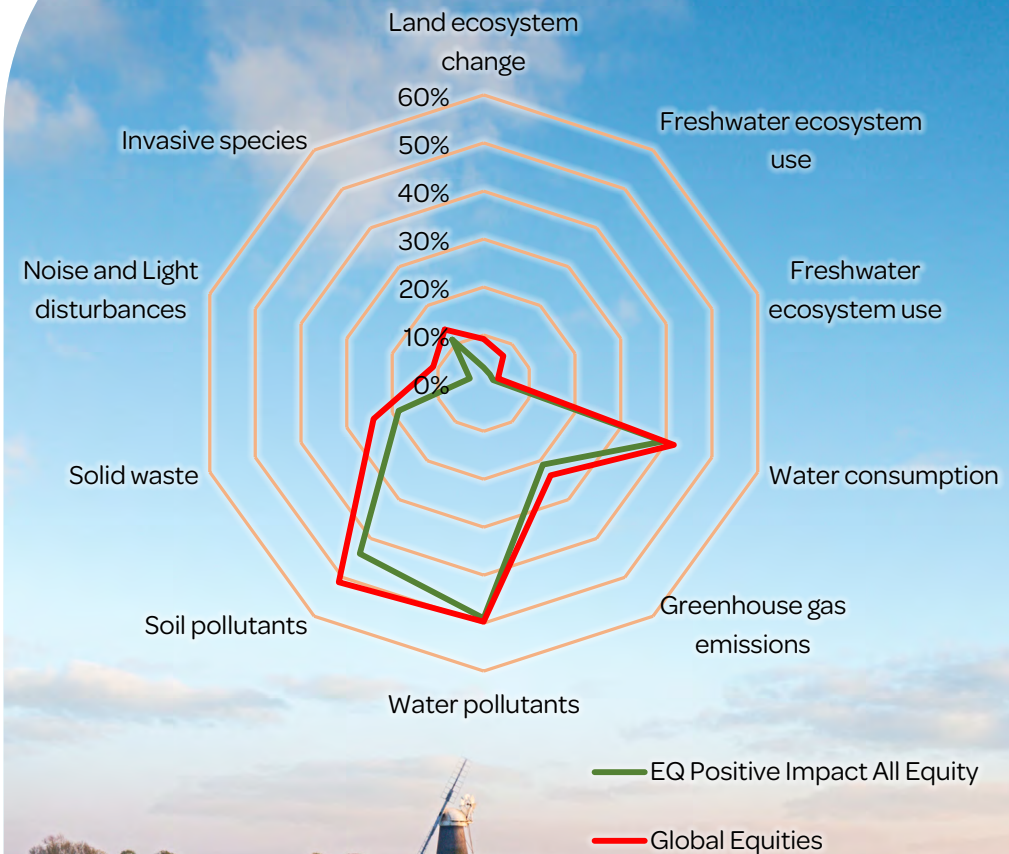 Land ecosystem
change
60%
50%
40%
30%
20%
10%
0%
Freshwater ecosystem
use
Freshwater
ecosystem use
Water consumption
Greenhouse gas
emissions
Water pollutants
Soil pollutants
Solid waste
Noise and Light
disturbances
Invasive species
EQ Positive Impact All Equity
Global Equities